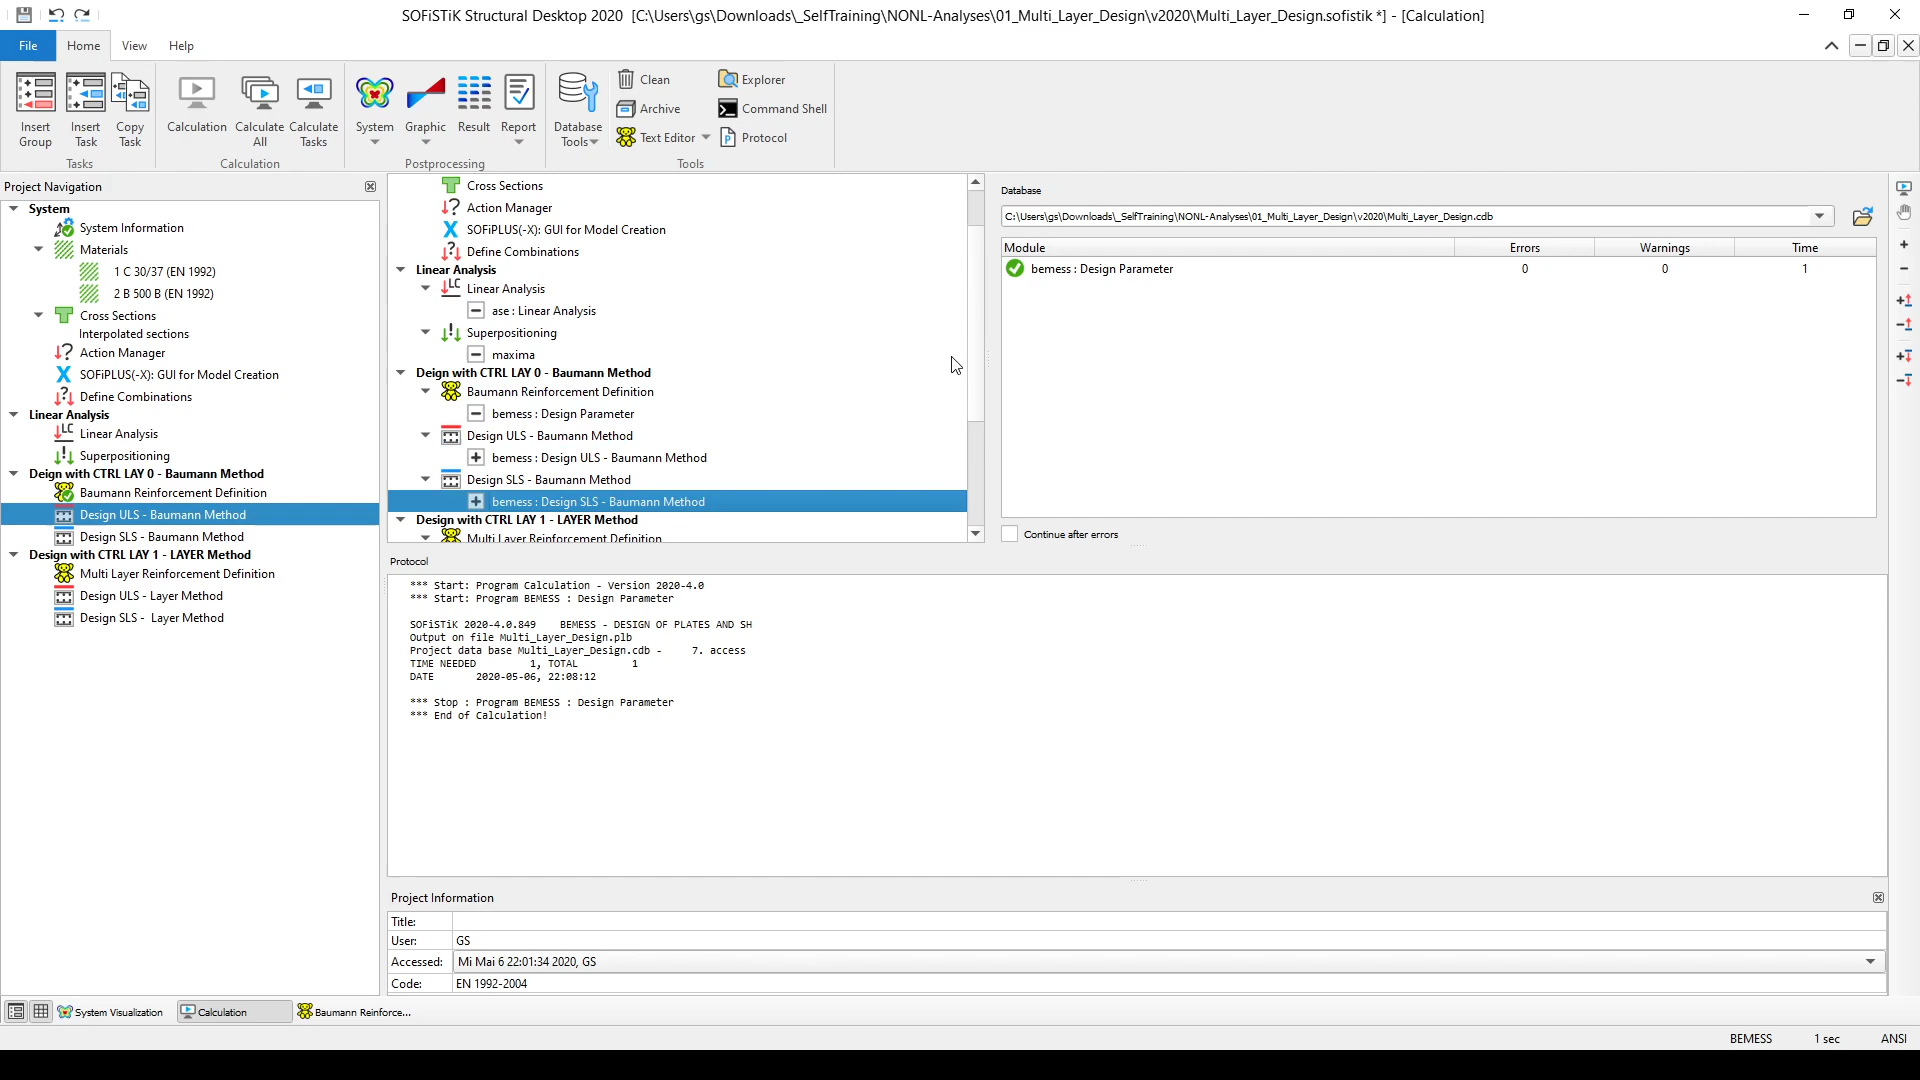 SOFiSTiK Structural Desktop 2020 [C:\Users\gs\Downloads\_SelfTraining\NONL-Analyses\01_Multi_Layer_Design\v2020\Multi_Layer_Design.sofistik *] - [Calculation]
File Home View Help
Insert Group
Insert Task
Copy Task
Tasks
Calculation
Calculate All
Calculate Tasks
Calculation
System
Graphic
Result
Report
Postprocessing
Database Tools
Clean
Archive
Text Editor
Explorer
Command Shell
Protocol
Tools
Project Navigation
System
System Information
Materials
1 C 30/37 (EN 1992)
2 B 500 B (EN 1992)
Cross Sections
Interpolated sections
Action Manager
SOFiPLUS(-X): GUI for Model Creation
Define Combinations
Linear Analysis
Linear Analysis
Superpositioning
Deign with CTRL LAY 0 - Baumann Method
Baumann Reinforcement Definition
Design ULS - Baumann Method
Design SLS - Baumann Method
Design with CTRL LAY 1 - LAYER Method
Multi Layer Reinforcement Definition
Design ULS - Layer Method
Design SLS -  Layer Method
Cross Sections
Action Manager
SOFiPLUS(-X): GUI for Model Creation
Define Combinations
Linear Analysis
Linear Analysis
ase : Linear Analysis
Superpositioning
maxima
Deign with CTRL LAY 0 - Baumann Method
Baumann Reinforcement Definition
bemess : Design Parameter
Design ULS - Baumann Method
bemess : Design ULS - Baumann Method
Design SLS - Baumann Method
bemess : Design SLS - Baumann Method
Design with CTRL LAY 1 - LAYER Method
Multi Layer Reinforcement Definition
Database
C:\Users\gs\Downloads\_SelfTraining\NONL-Analyses\01_Multi_Layer_Design\v2020\Multi_Layer_Design.cdb
Module Errors Warnings Time
bemess : Design Parameter 0 0 1
Continue after errors
Protocol
*** Start: Program Calculation - Version 2020-4.0
*** Start: Program BEMESS : Design Parameter
SOFiSTiK 2020-4.0.849 BEMESS - DESIGN OF PLATES AND SH
Output on file Multi_Layer_Design.plb
Project data base Multi_Layer_Design.cdb - 7. access
TIME NEEDED 1, TOTAL 1
DATE 2020-05-06, 22:08:12
*** Stop : Program BEMESS : Design Parameter
*** End of Calculation!
Project Information
Title:
User: GS
Accessed: Mi Mai 6 22:01:34 2020, GS
Code: EN 1992-2004
System Visualization Calculation Baumann Reinforce...
BEMESS 1 sec ANSI